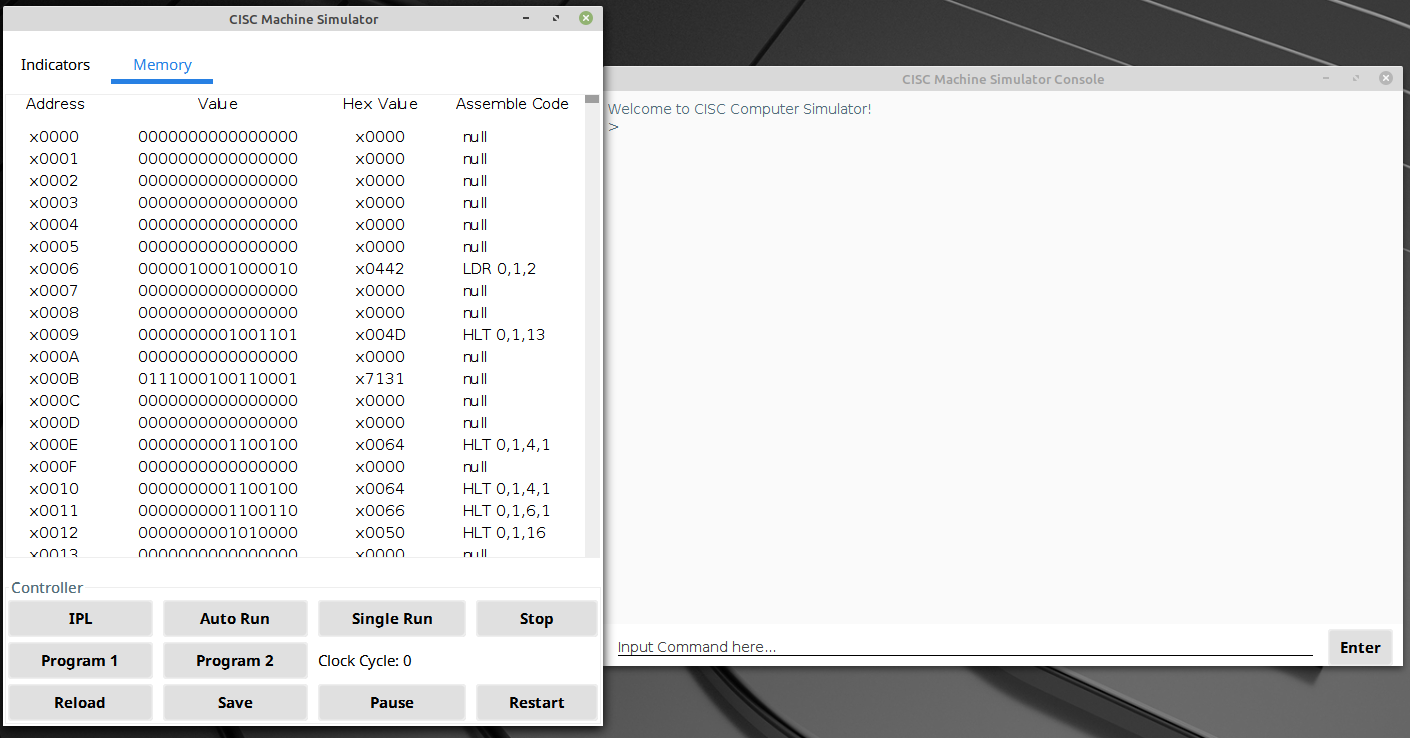 CISC Machine Simulator
Indicators Memory
Address Value Hex Value Assemble Code
x0000 0000000000000000 x0000 null
x0001 0000000000000000 x0000 null
x0002 0000000000000000 x0000 null
x0003 0000000000000000 x0000 null
x0004 0000000000000000 x0000 null
x0005 0000000000000000 x0000 null
x0006 0000010001000010 x0442 LDR 0,1,2
x0007 0000000000000000 x0000 null
x0008 0000000000000000 x0000 null
x0009 0000000001001101 x004D HLT 0,1,13
x000A 0000000000000000 x0000 null
x000B 0111000100110001 x7131 null
x000C 0000000000000000 x0000 null
x000D 0000000000000000 x0000 null
x000E 0000000001100100 x0064 HLT 0,1,4,1
x000F 0000000000000000 x0000 null
x0010 0000000001100100 x0064 HLT 0,1,4,1
x0011 0000000001100110 x0066 HLT 0,1,6,1
x0012 0000000001010000 x0050 HLT 0,1,16
x0013 0000000000000000 x0000 null
Controller
IPL Auto Run Single Run Stop
Program 1 Program 2 Clock Cycle: 0
Reload Save Pause Restart
CISC Machine Simulator Console
Welcome to CISC Computer Simulator!
>
Input Command here... Enter